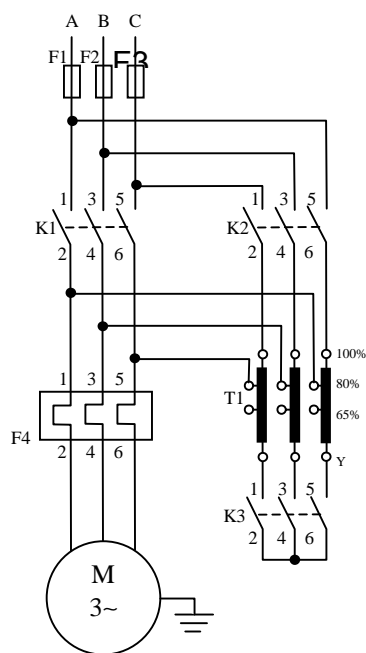 A B C
F1 F2 F3
1 3 5 1 3 5
K1 K2
2 4 6 2 4 6
100%
1 3 5 80%
T1 65%
F4
2 4 6 Y
1 3 5
K3
2 4 6
M
3~